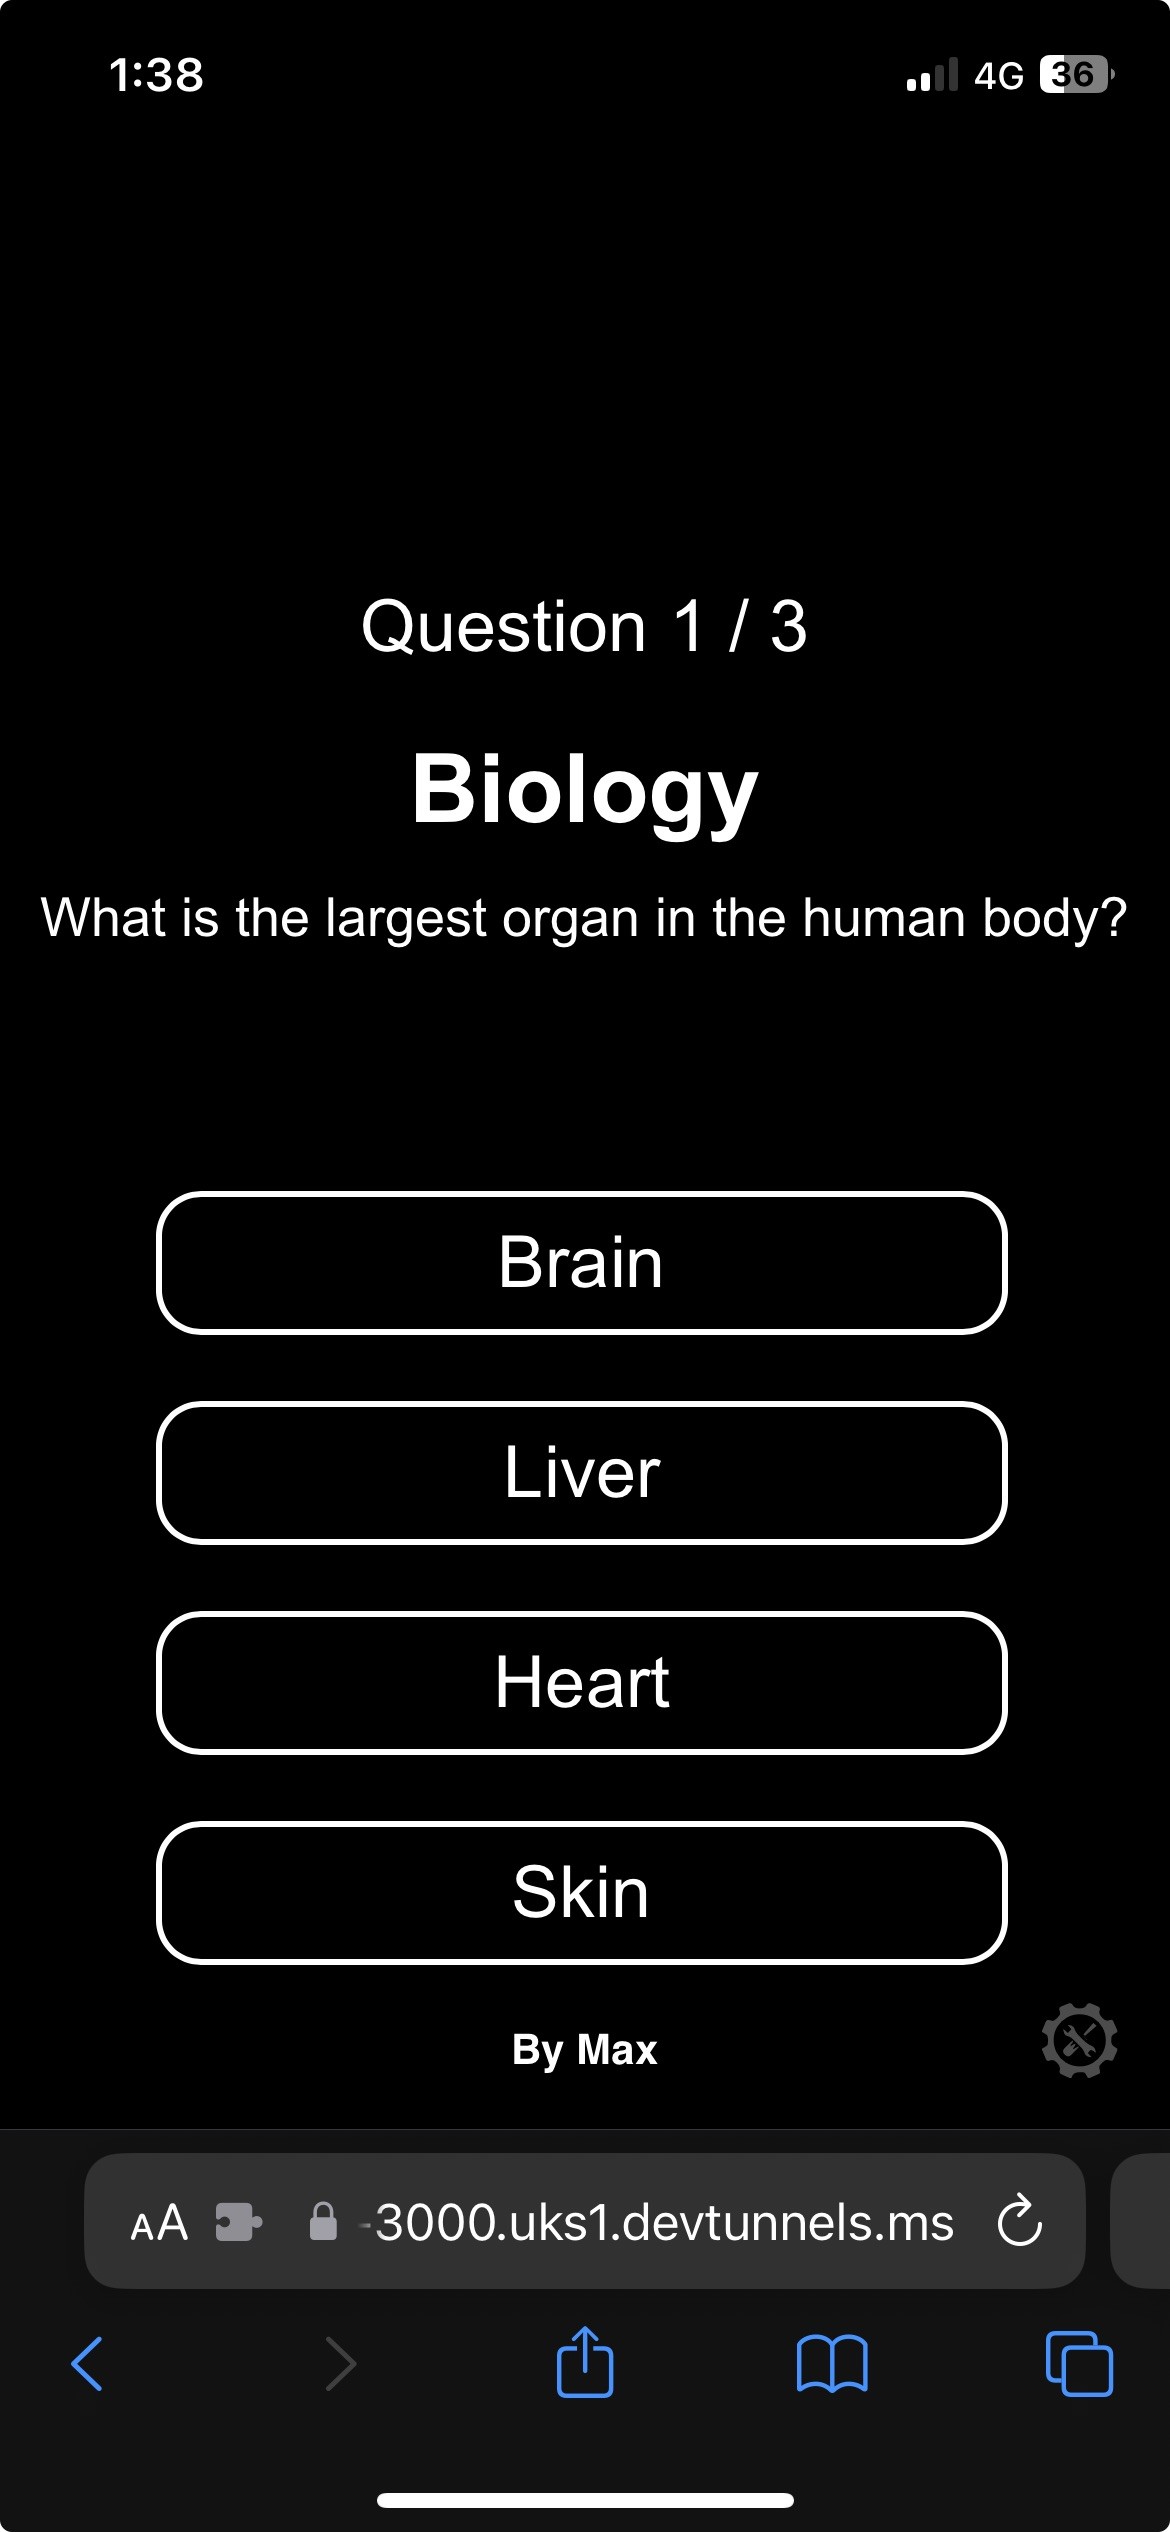 1:38
4G 36
Question 1 / 3
Biology
What is the largest organ in the human body?
Brain
Liver
Heart
Skin
By Max
AA -3000.uks1.devtunnels.ms